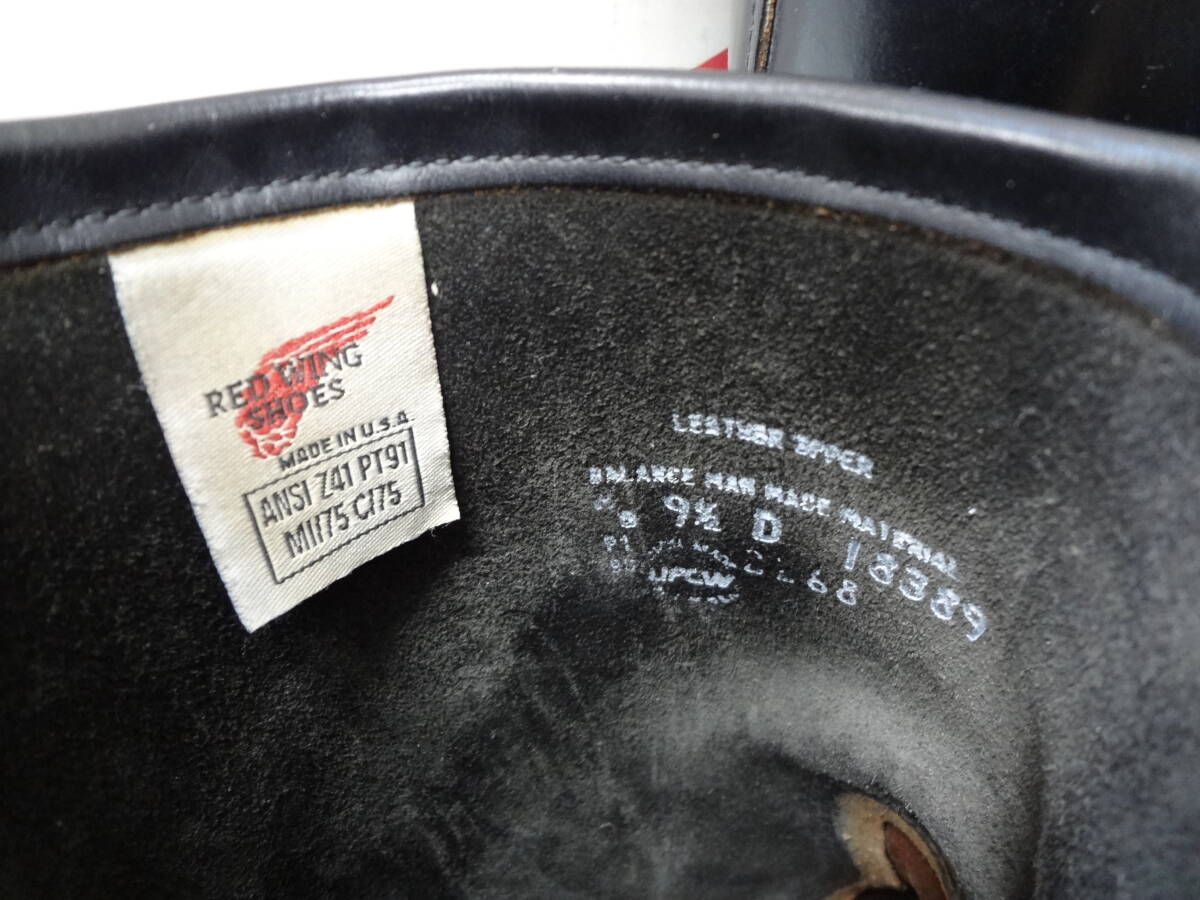 RED WING
SHOES
MADE IN U.S.A.
ANSI Z41 PT91
MI/75 C/75
LEATHER UPPER
BALANCE MAN MADE MATERIAL
9½ D 18389
68
UFCW